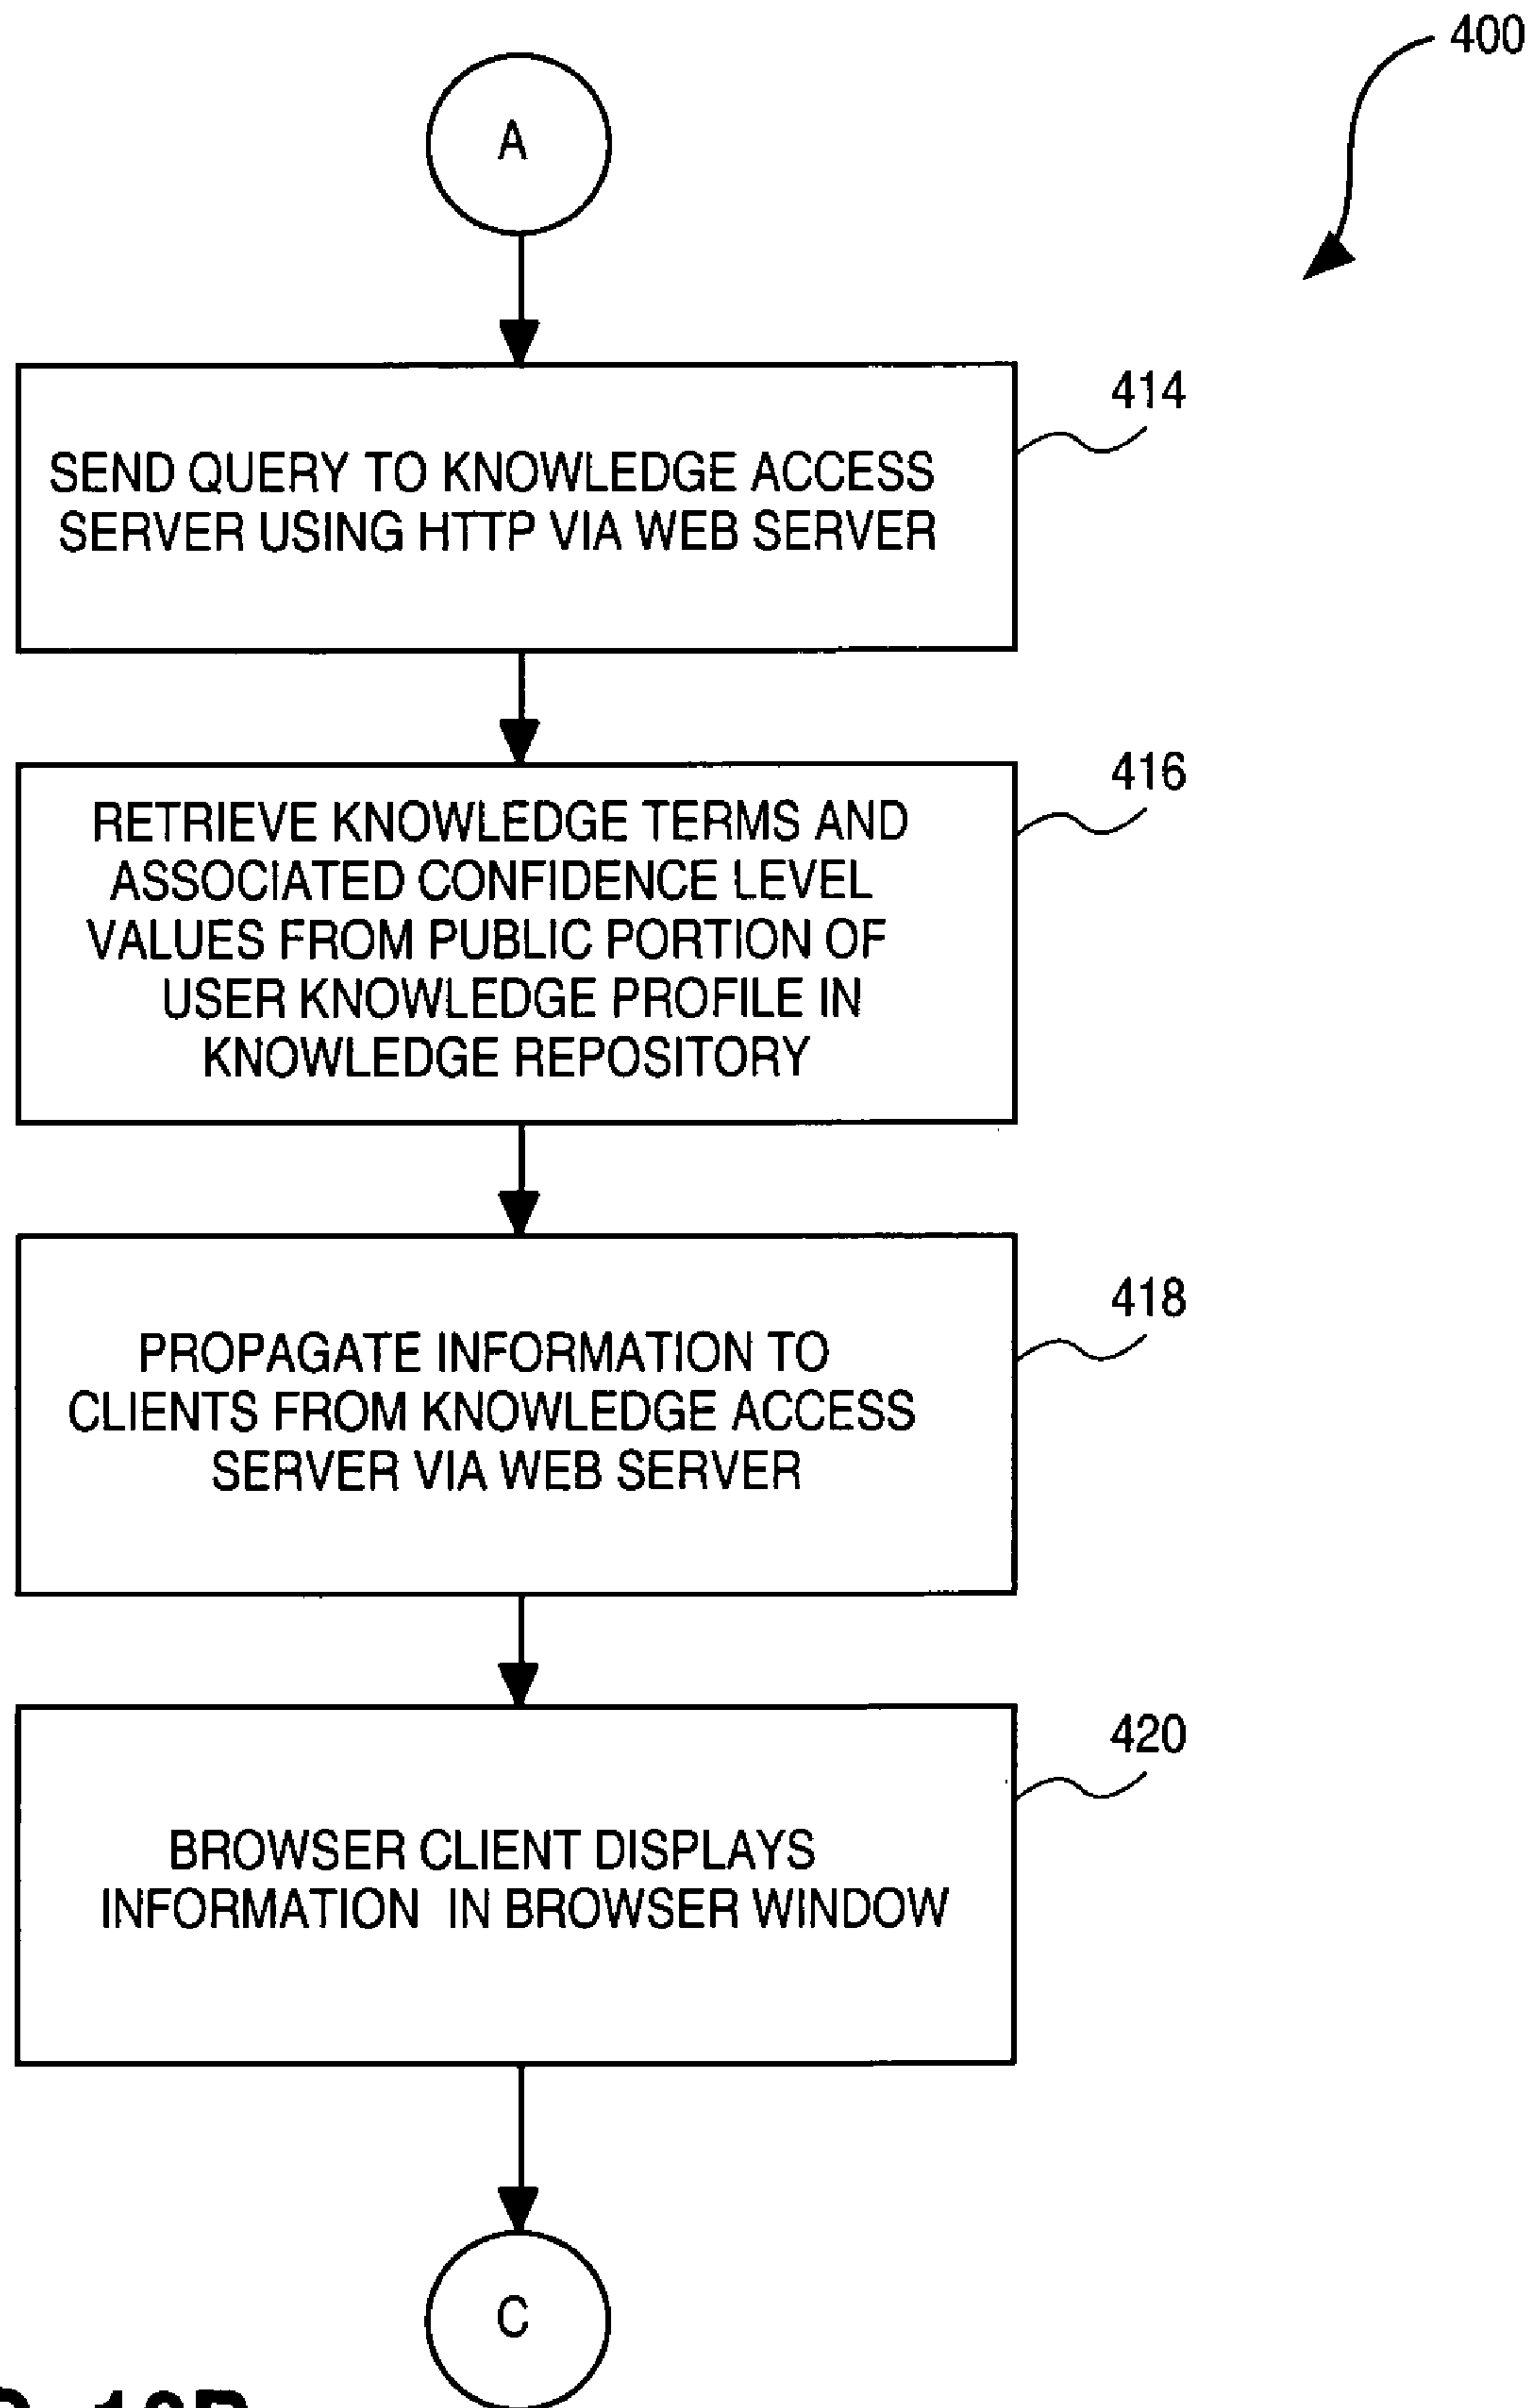 400
A
414
SEND QUERY TO KNOWLEDGE ACCESS
SERVER USING HTTP VIA WEB SERVER
416
RETRIEVE KNOWLEDGE TERMS AND
ASSOCIATED CONFIDENCE LEVEL
VALUES FROM PUBLIC PORTION OF
USER KNOWLEDGE PROFILE IN
KNOWLEDGE REPOSITORY
418
PROPAGATE INFORMATION TO
CLIENTS FROM KNOWLEDGE ACCESS
SERVER VIA WEB SERVER
420
BROWSER CLIENT DISPLAYS
INFORMATION IN BROWSER WINDOW
C